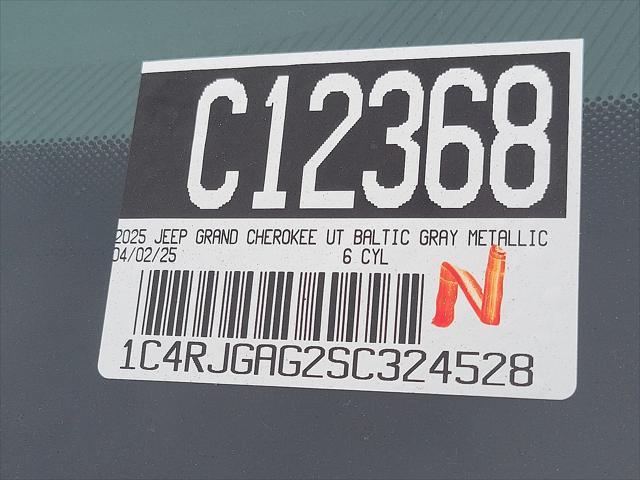 C12368
2025 JEEP GRAND CHEROKEE UT BALTIC GRAY METALLIC
04/02/25 6 CYL
N
1C4RJGAG2SC324528